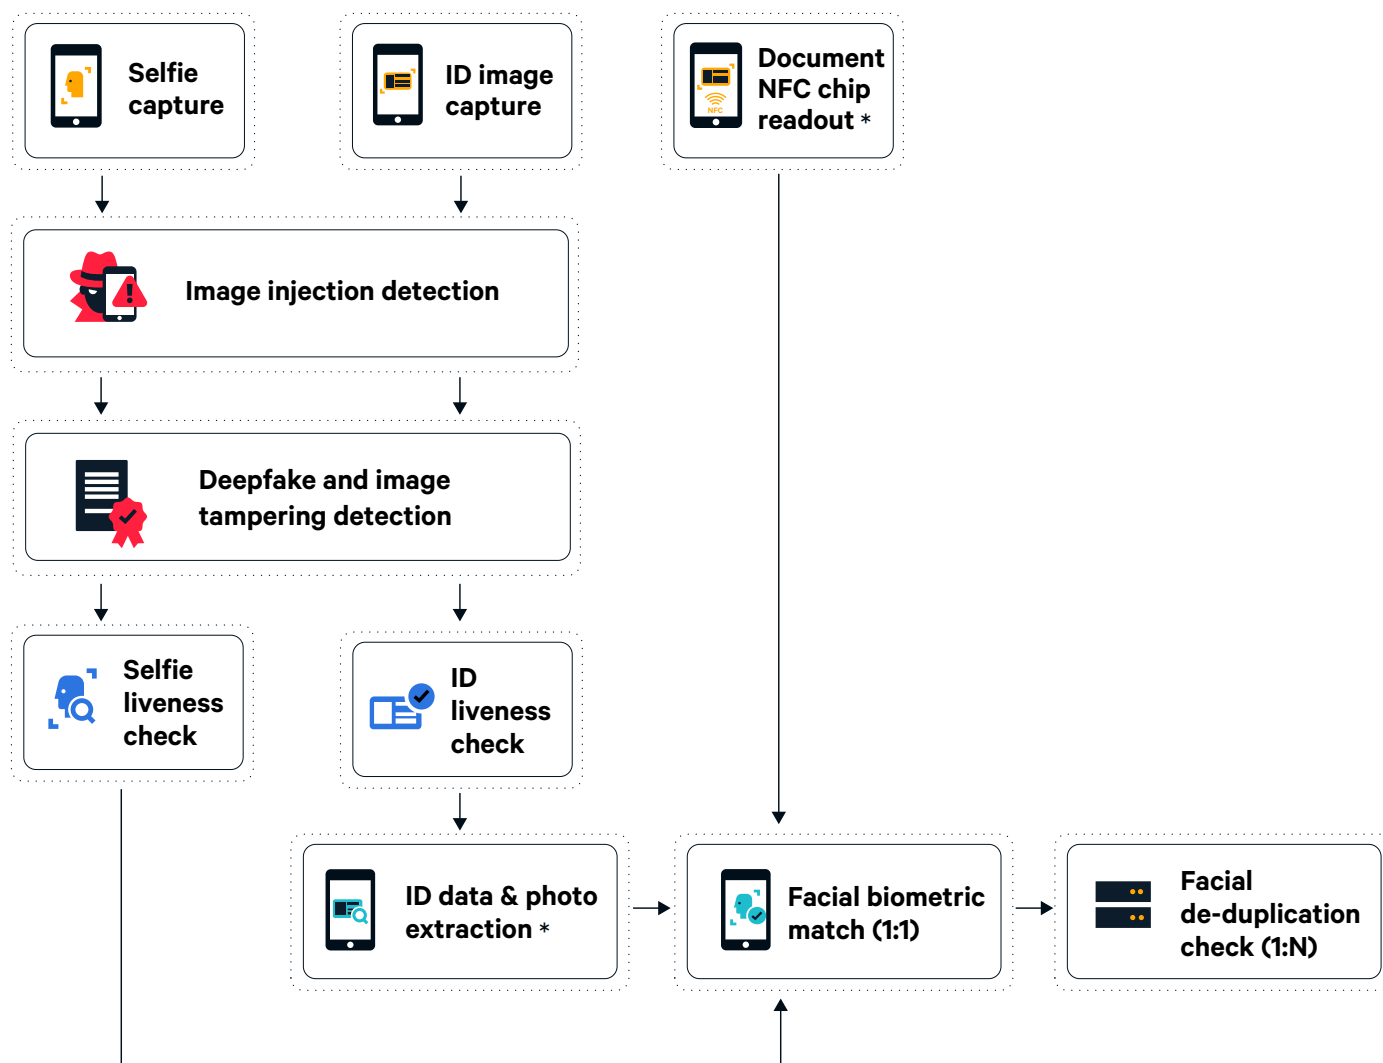 Selfie
capture
ID image
capture
Document
NFC chip
readout *
NFC
Image injection detection
Deepfake and image
tampering detection
Selfie
liveness
check
ID
liveness
check
ID data & photo
extraction *
Facial biometric
match (1:1)
Facial
de-duplication
check (1:N)